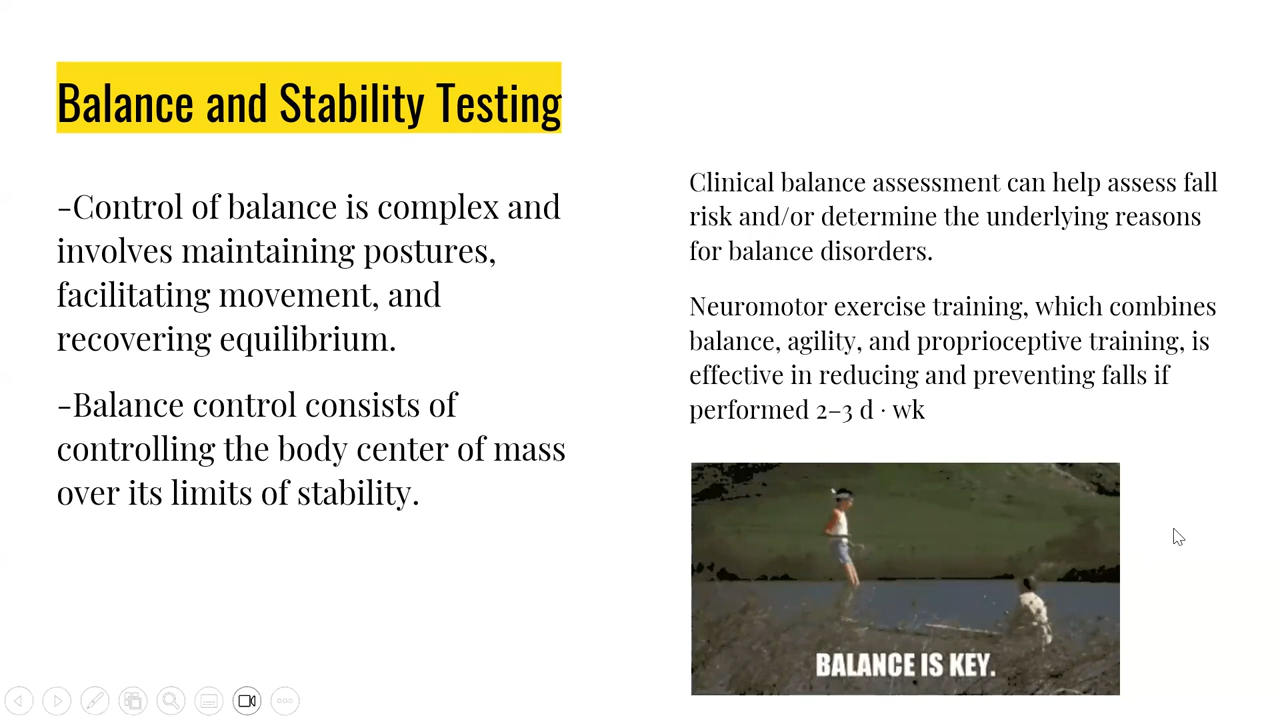 Balance and Stability Testing
-Control of balance is complex and
involves maintaining postures,
facilitating movement, and
recovering equilibrium.
-Balance control consists of
controlling the body center of mass
over its limits of stability.
Clinical balance assessment can help assess fall
risk and/or determine the underlying reasons
for balance disorders.
Neuromotor exercise training, which combines
balance, agility, and proprioceptive training, is
effective in reducing and preventing falls if
performed 2–3 d · wk
BALANCE IS KEY.